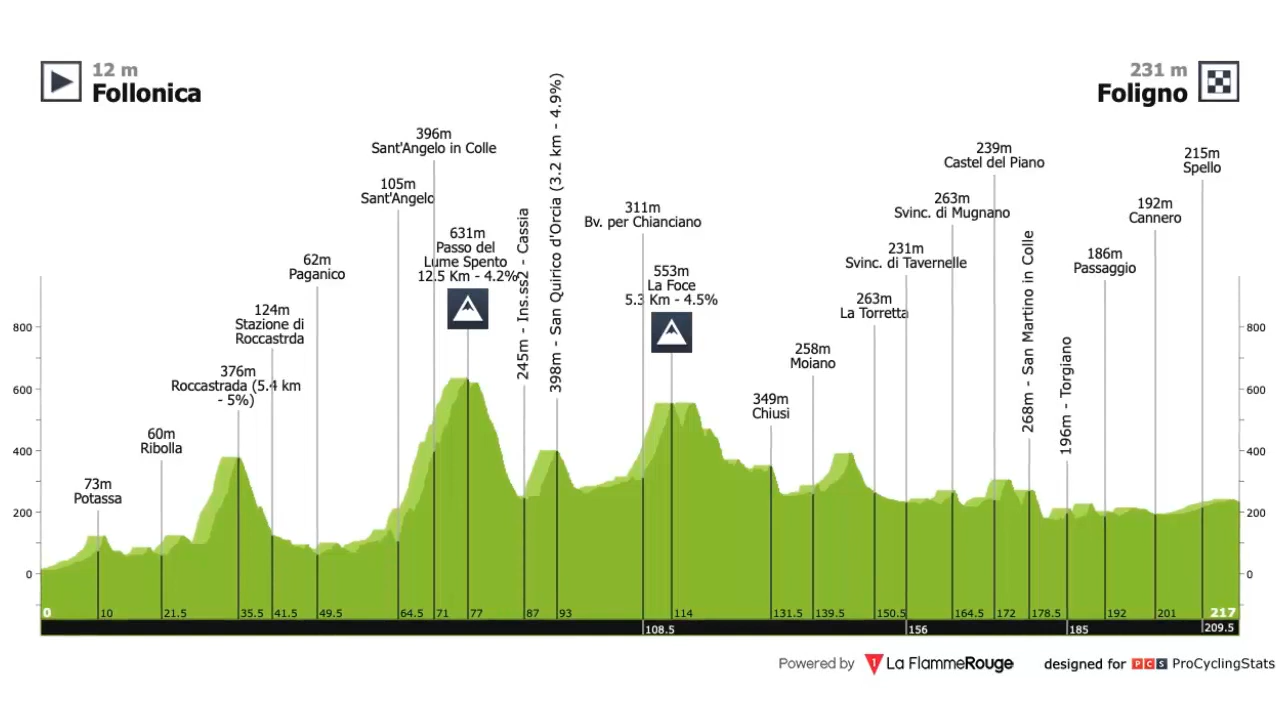 12 m
Follonica
231 m
Foligno
73m
Potassa
60m
Ribolla
376m
Roccastrada (5.4 km
- 5%)
124m
Stazione di
Roccastrda
62m
Paganico
105m
Sant'Angelo
396m
Sant'Angelo in Colle
631m
Passo del
Lume Spento
12.5 Km - 4.2%
245m - Ins.ss2 - Cassia
398m - San Quirico d'Orcia (3.2 km - 4.9%)
311m
Bv. per Chianciano
553m
La Foce
5.3 Km - 4.5%
349m
Chiusi
258m
Moiano
263m
La Torretta
231m
Svinc. di Tavernelle
263m
Svinc. di Mugnano
239m
Castel del Piano
268m - San Martino in Colle
196m - Torgiano
186m
Passaggio
192m
Cannero
215m
Spello
800
600
400
200
0
800
600
400
200
0
0 10 21.5 35.5 41.5 49.5 64.5 71 77 87 93 114 131.5 139.5 150.5 164.5 172 178.5 192 201 217
108.5 156 185 209.5
Powered by La FlammeRouge designed for PCS ProCyclingStats